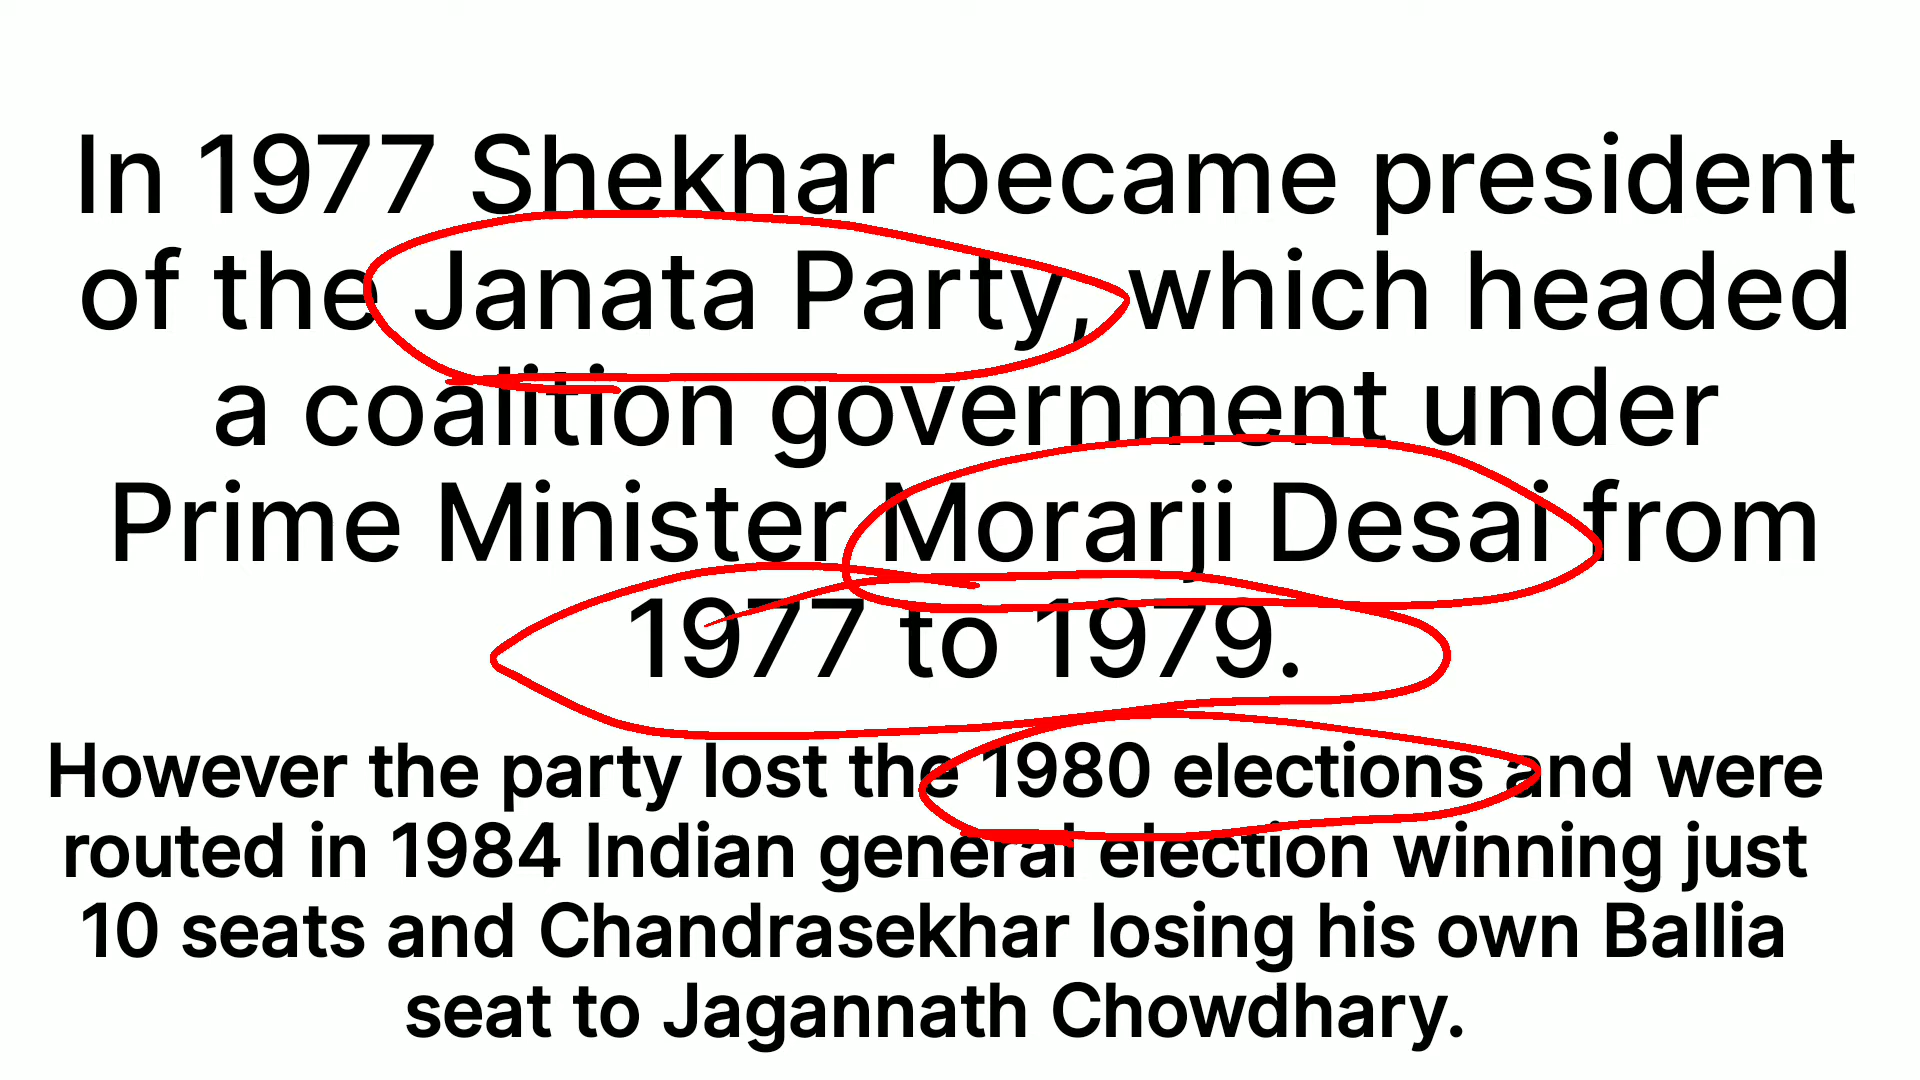 In 1977 Shekhar became president
of the Janata Party, which headed
a coalition government under
Prime Minister Morarji Desai from
1977 to 1979.
However the party lost the 1980 elections and were
routed in 1984 Indian general election winning just
10 seats and Chandrasekhar losing his own Ballia
seat to Jagannath Chowdhary.